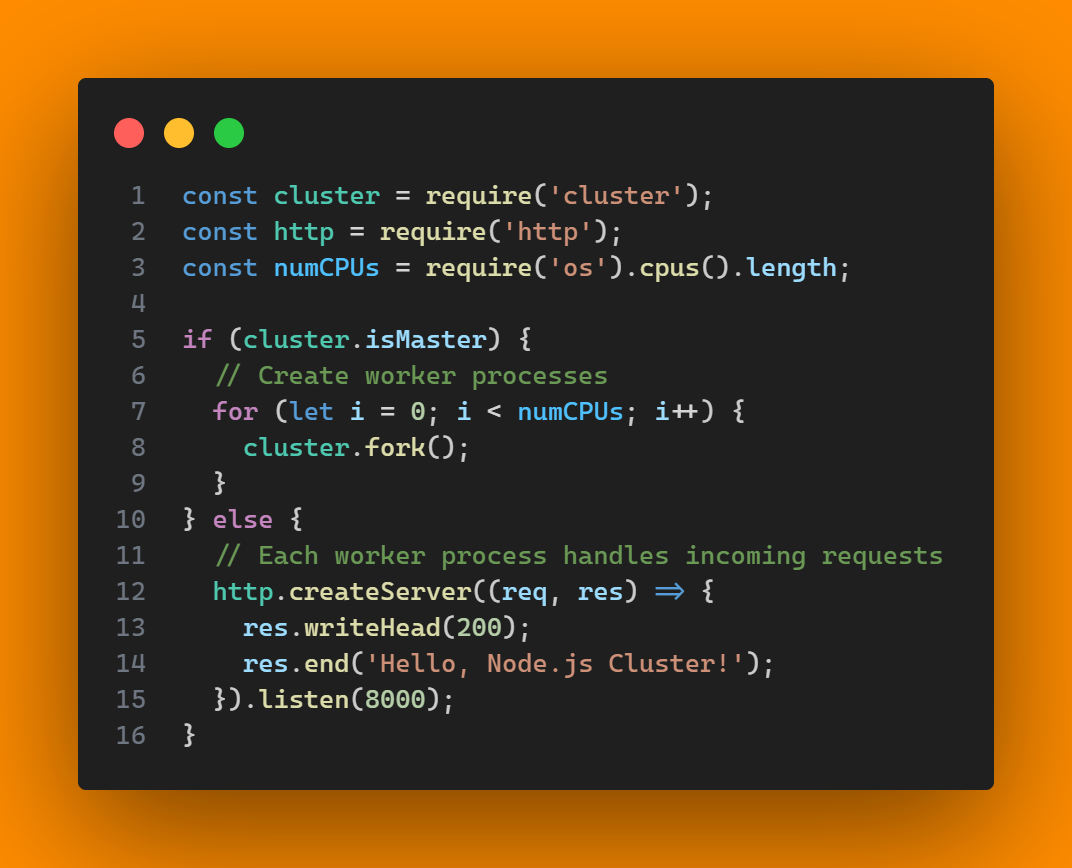 1 const cluster = require('cluster');
2 const http = require('http');
3 const numCPUs = require('os').cpus().length;
4
5 if (cluster.isMaster) {
6   // Create worker processes
7   for (let i = 0; i < numCPUs; i++) {
8     cluster.fork();
9   }
10 } else {
11   // Each worker process handles incoming requests
12   http.createServer((req, res) => {
13     res.writeHead(200);
14     res.end('Hello, Node.js Cluster!');
15   }).listen(8000);
16 }